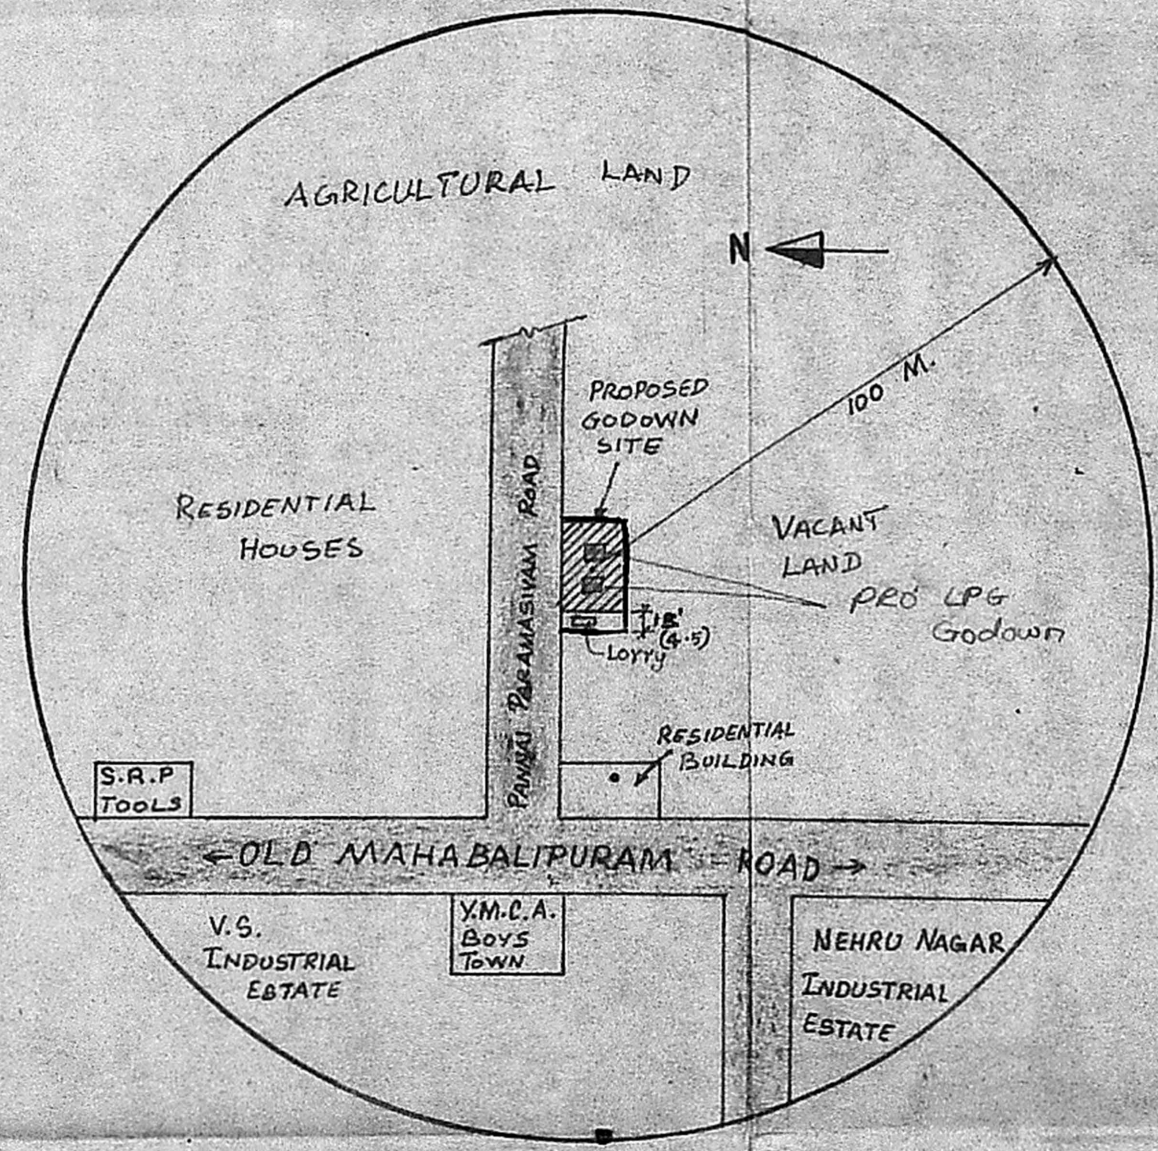 AGRICULTURAL LAND
N
100 M.
PROPOSED
GODOWN
SITE
RESIDENTIAL
HOUSES
PANNAI PARAMASIVAM ROAD
VACANT
LAND
PRO LPG
Godown
(4.5)
Lorry
RESIDENTIAL
BUILDING
S.R.P
TOOLS
←OLD MAHABALIPURAM ROAD→
V.S.
INDUSTRIAL
ESTATE
Y.M.C.A.
BOYS
TOWN
NEHRU NAGAR
INDUSTRIAL
ESTATE